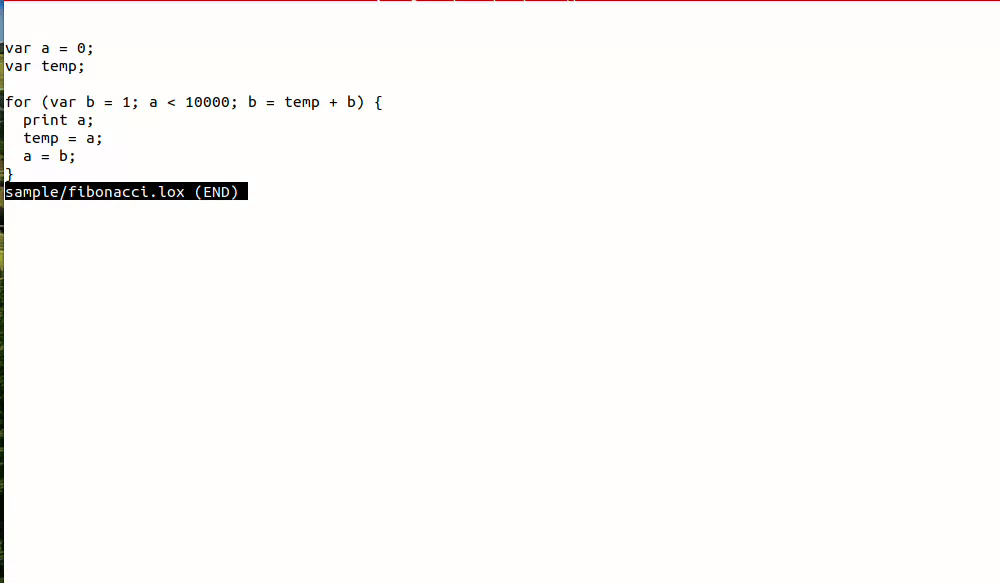 var a = 0;
var temp;

for (var b = 1; a < 10000; b = temp + b) {
  print a;
  temp = a;
  a = b;
}
sample/fibonacci.lox (END)